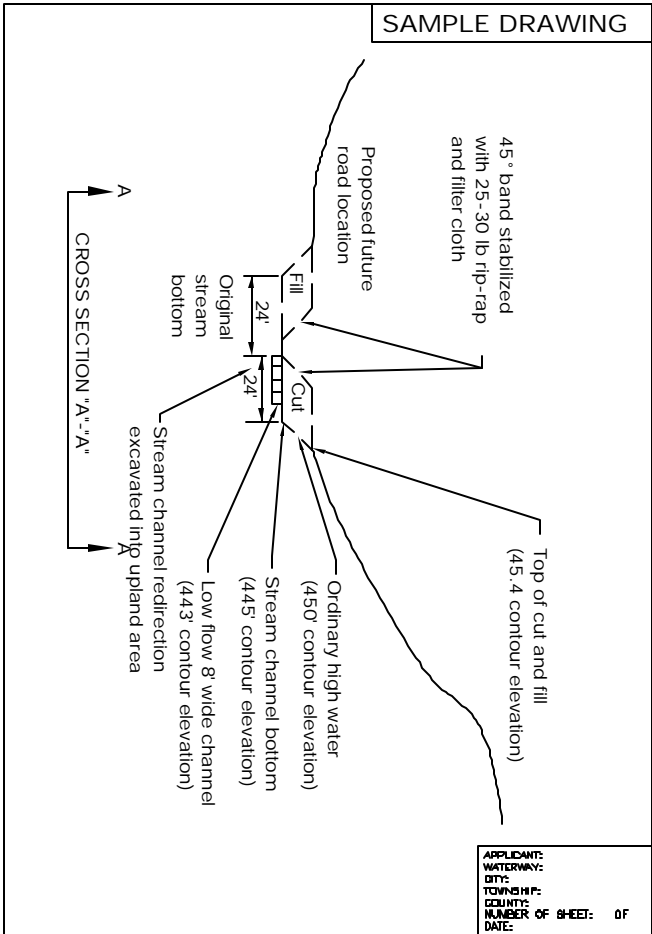 SAMPLE DRAWING
45° band stabilized
with 25-30 lb rip-rap
and filter cloth
Proposed future
road location
Fill
24'
Original
stream
bottom
Cut
24'
Top of cut and fill
(45.4 contour elevation)
Ordinary high water
(450' contour elevation)
Stream channel bottom
(445' contour elevation)
Low flow 8' wide channel
(443' contour elevation)
Stream channel redirection
excavated into upland area
A
A
CROSS SECTION "A"-"A"
APPLICANT:
WATERWAY:
CITY:
TOWNSHIP:
COUNTY:
NUMBER OF SHEET: OF
DATE: